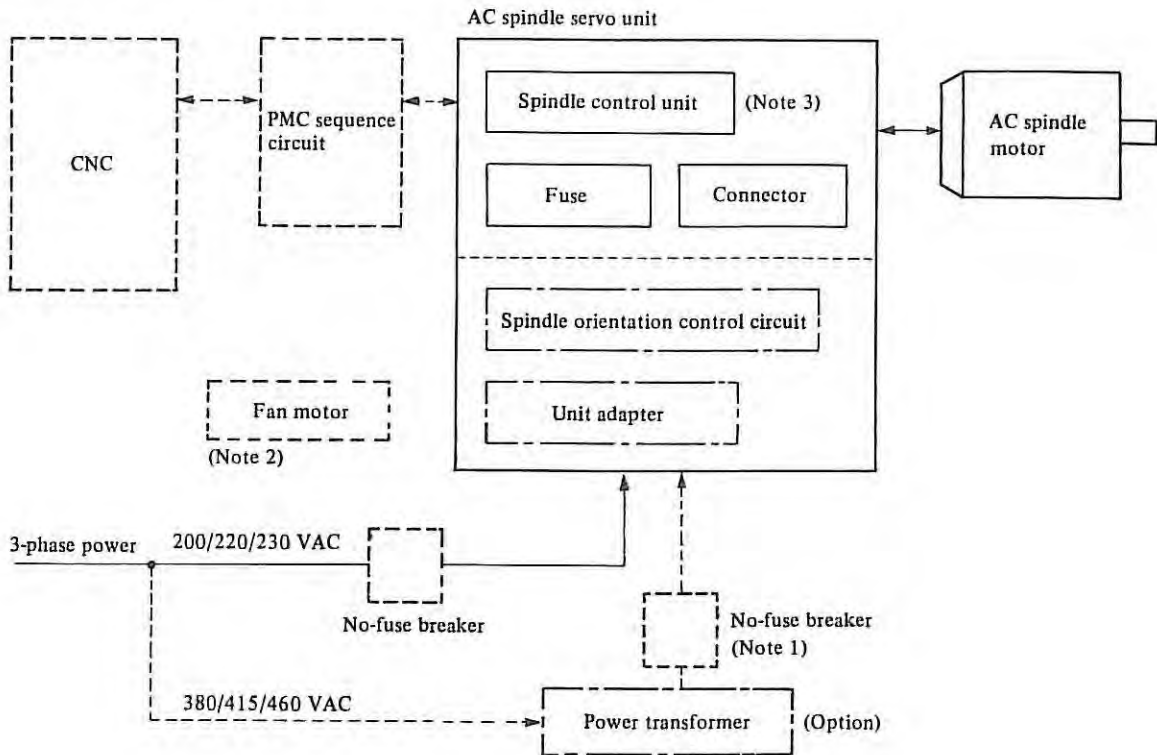 AC spindle servo unit
CNC
PMC sequence
circuit
Spindle control unit
(Note 3)
Fuse
Connector
AC spindle
motor
Spindle orientation control circuit
Unit adapter
Fan motor
(Note 2)
3-phase power
200/220/230 VAC
No-fuse breaker
No-fuse breaker
(Note 1)
380/415/460 VAC
Power transformer
(Option)